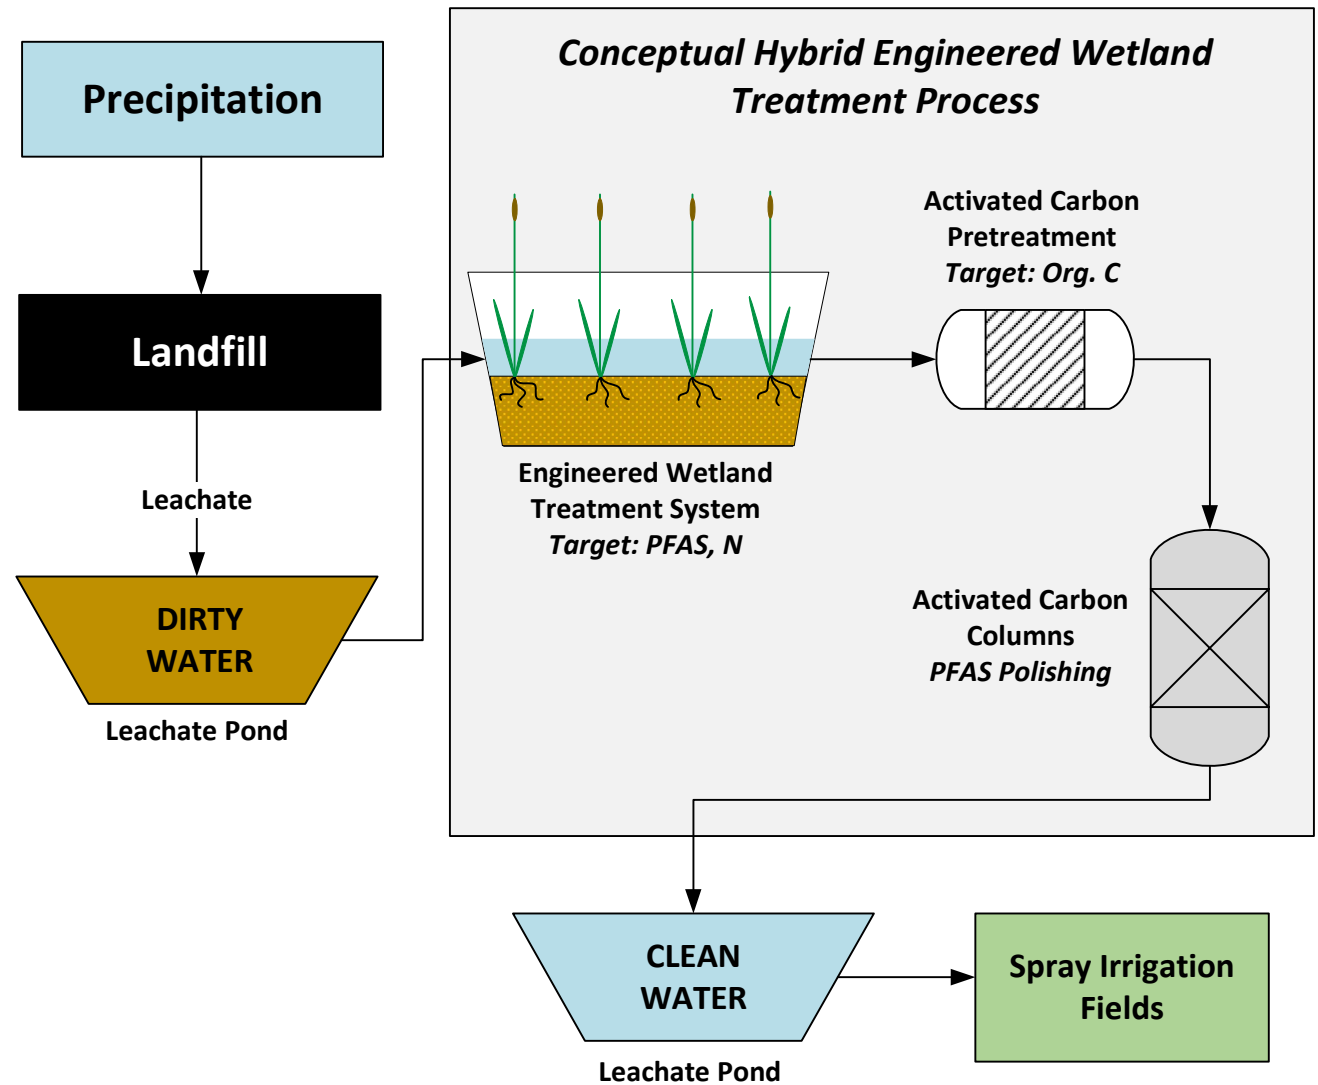 Precipitation
Landfill
Leachate
DIRTY
WATER
Leachate Pond
Conceptual Hybrid Engineered Wetland
Treatment Process
Engineered Wetland
Treatment System
Target: PFAS, N
Activated Carbon
Pretreatment
Target: Org. C
Activated Carbon
Columns
PFAS Polishing
CLEAN
WATER
Leachate Pond
Spray Irrigation
Fields